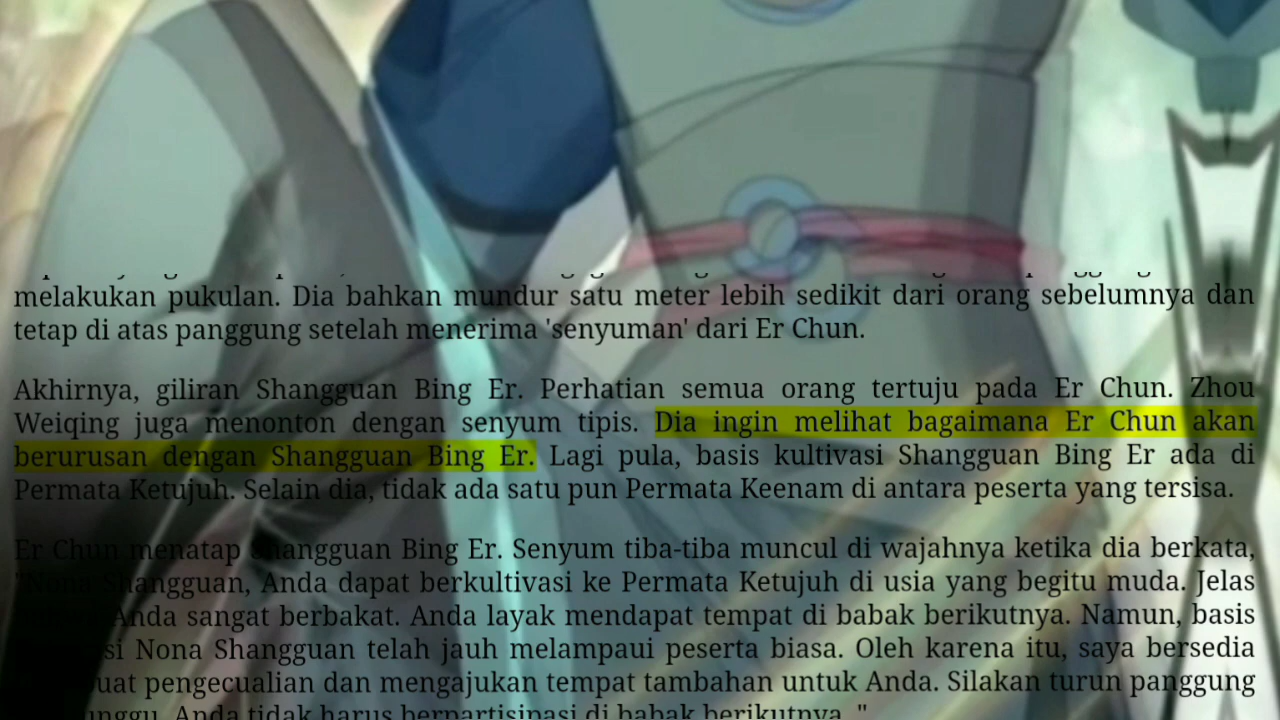 melakukan pukulan. Dia bahkan mundur satu meter lebih sedikit dari orang sebelumnya dan
tetap di atas panggung setelah menerima 'senyuman' dari Er Chun.
Akhirnya, giliran Shangguan Bing Er. Perhatian semua orang tertuju pada Er Chun. Zhou
Weiqing juga menonton dengan senyum tipis. Dia ingin melihat bagaimana Er Chun akan
berurusan dengan Shangguan Bing Er. Lagi pula, basis kultivasi Shangguan Bing Er ada di
Permata Ketujuh. Selain dia, tidak ada satu pun Permata Keenam di antara peserta yang tersisa.
Er Chun menatap Shangguan Bing Er. Senyum tiba-tiba muncul di wajahnya ketika dia berkata,
"Nona Shangguan, Anda dapat berkultivasi ke Permata Ketujuh di usia yang begitu muda. Jelas
Anda sangat berbakat. Anda layak mendapat tempat di babak berikutnya. Namun, basis
Nona Shangguan telah jauh melampaui peserta biasa. Oleh karena itu, saya bersedia
pengecualian dan mengajukan tempat tambahan untuk Anda. Silakan turun panggung
Anda tidak harus berpartisipasi di babak berikutnya. "